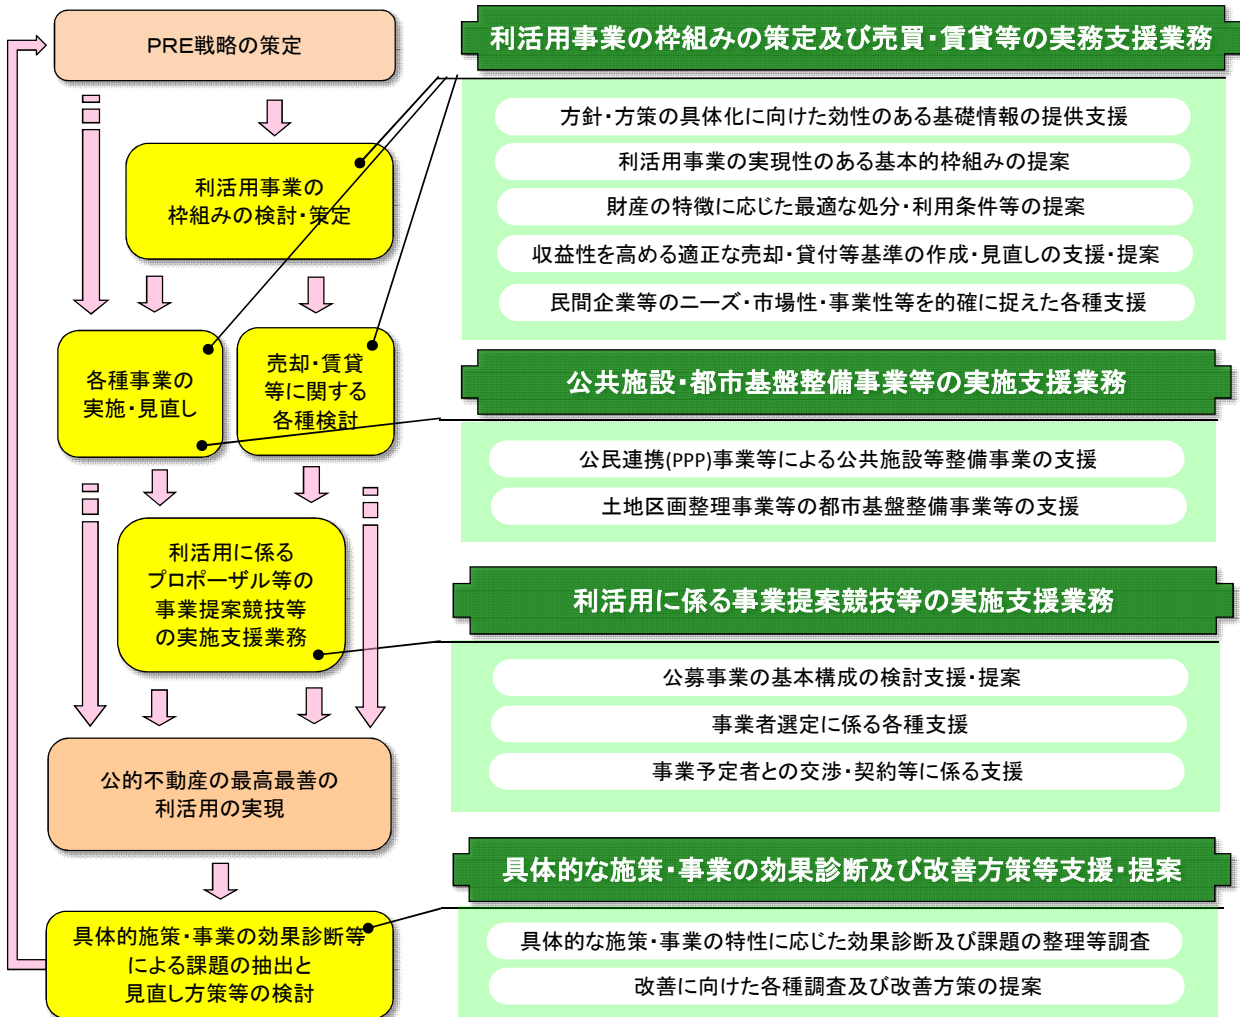 PRE戦略の策定
利活用事業の
枠組みの検討・策定
各種事業の
実施・見直し
売却・賃貸
等に関する
各種検討
利活用に係る
プロポーザル等の
事業提案競技等
の実施支援業務
公的不動産の最高最善の
利活用の実現
具体的施策・事業の効果診断等
による課題の抽出と
見直し方策等の検討
利活用事業の枠組みの策定及び売買・賃貸等の実務支援業務
方針・方策の具体化に向けた効性のある基礎情報の提供支援
利活用事業の実現性のある基本的枠組みの提案
財産の特徴に応じた最適な処分・利用条件等の提案
収益性を高める適正な売却・貸付等基準の作成・見直しの支援・提案
民間企業等のニーズ・市場性・事業性等を的確に捉えた各種支援
公共施設・都市基盤整備事業等の実施支援業務
公民連携(PPP)事業等による公共施設等整備事業の支援
土地区画整理事業等の都市基盤整備事業等の支援
利活用に係る事業提案競技等の実施支援業務
公募事業の基本構成の検討支援・提案
事業者選定に係る各種支援
事業予定者との交渉・契約等に係る支援
具体的な施策・事業の効果診断及び改善方策等支援・提案
具体的な施策・事業の特性に応じた効果診断及び課題の整理等調査
改善に向けた各種調査及び改善方策の提案